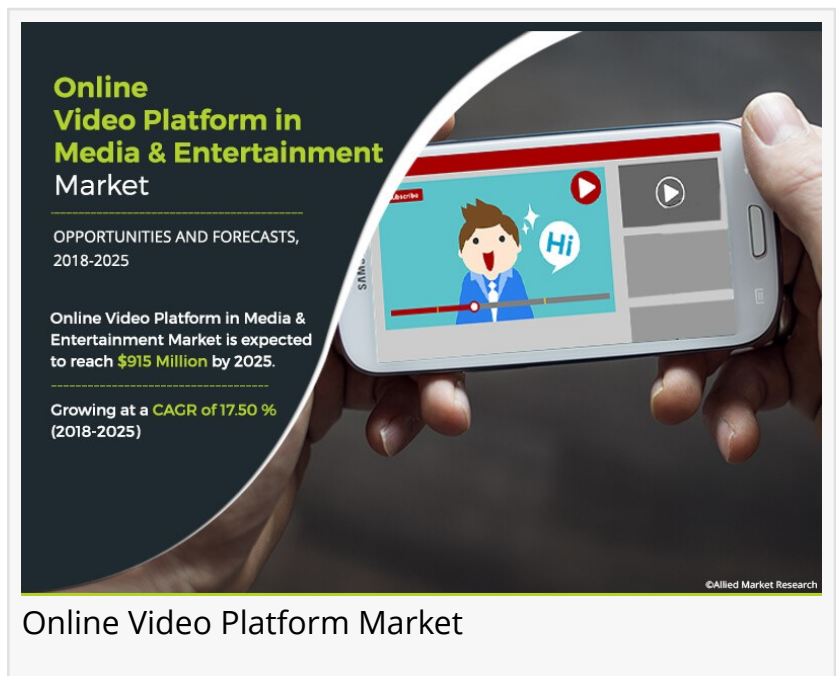 Online
Video Platform in
Media & Entertainment
Market
OPPORTUNITIES AND FORECASTS,
2018-2025
Online Video Platform in Media &
Entertainment Market is expected
to reach $915 Million by 2025.
Growing at a CAGR of 17.50 %
(2018-2025)
Subscribe
Hi
SAMS
©Allied Market Research
Online Video Platform Market